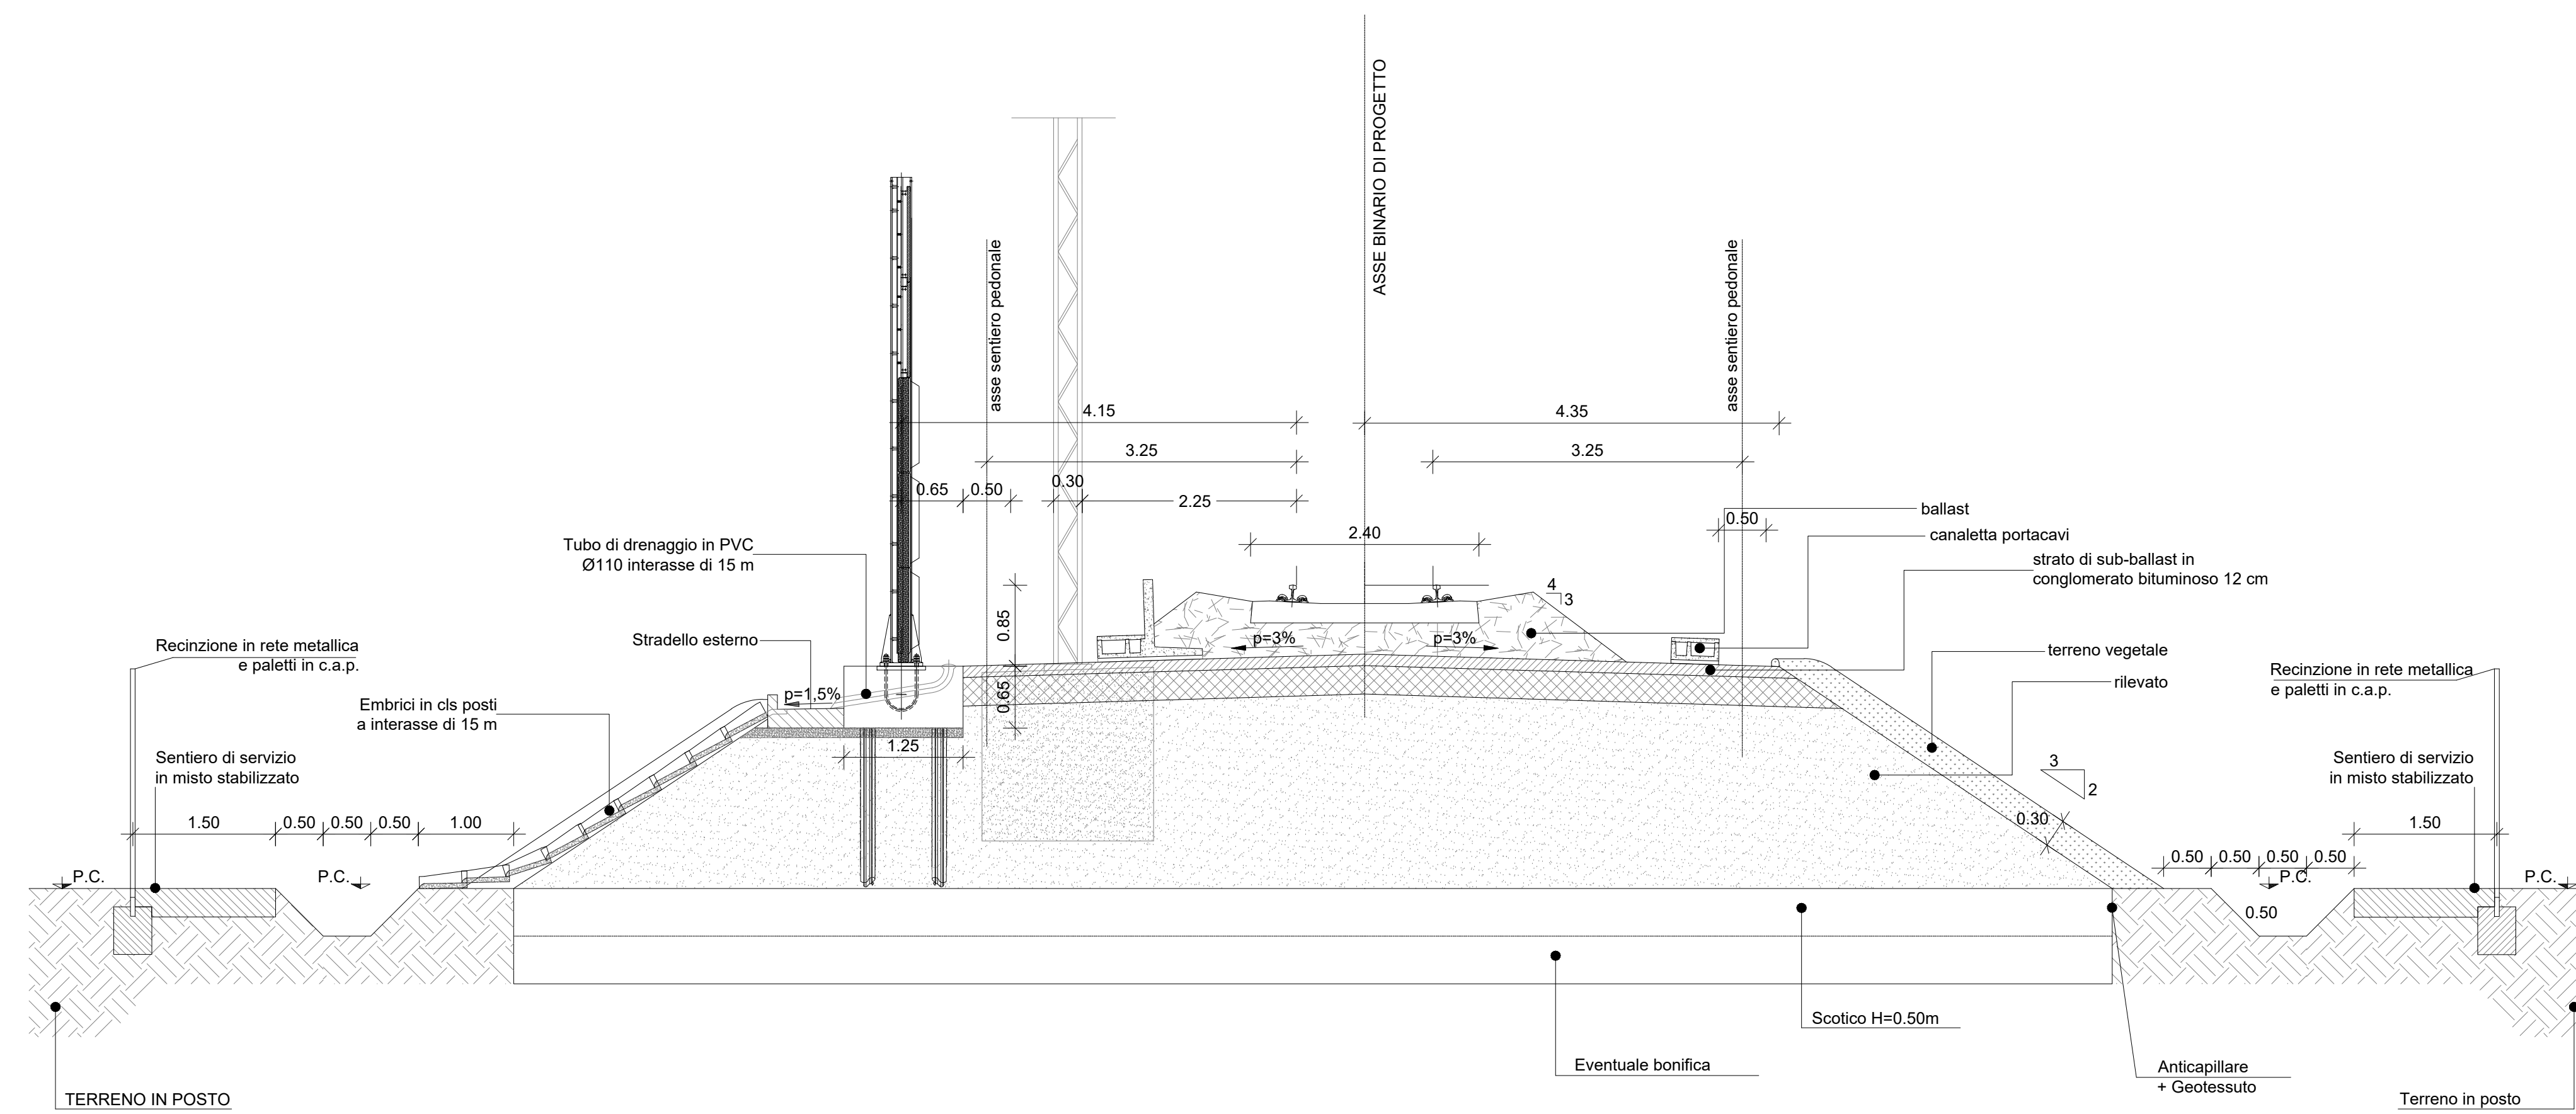 ASSE BINARIO DI PROGETTO
asse sentiero pedonale
asse sentiero pedonale
4.15
4.35
3.25
3.25
0.65
0.50
0.30
2.25
2.40
0.50
ballast
canaletta portacavi
strato di sub-ballast in
conglomerato bituminoso 12 cm
Tubo di drenaggio in PVC
Ø110 interasse di 15 m
4
3
0.85
p=3%
p=3%
Stradello esterno
Recinzione in rete metallica
e paletti in c.a.p.
terreno vegetale
Recinzione in rete metallica
e paletti in c.a.p.
rilevato
p=1,5%
0.65
Embrici in cls posti
a interasse di 15 m
1.25
Sentiero di servizio
in misto stabilizzato
3
2
Sentiero di servizio
in misto stabilizzato
1.50
0.50
0.50
0.50
1.00
0.30
1.50
0.50
0.50
0.50
0.50
P.C.
P.C.
P.C.
P.C.
0.50
Scotico H=0.50m
Eventuale bonifica
Anticapillare
+ Geotessuto
TERRENO IN POSTO
Terreno in posto